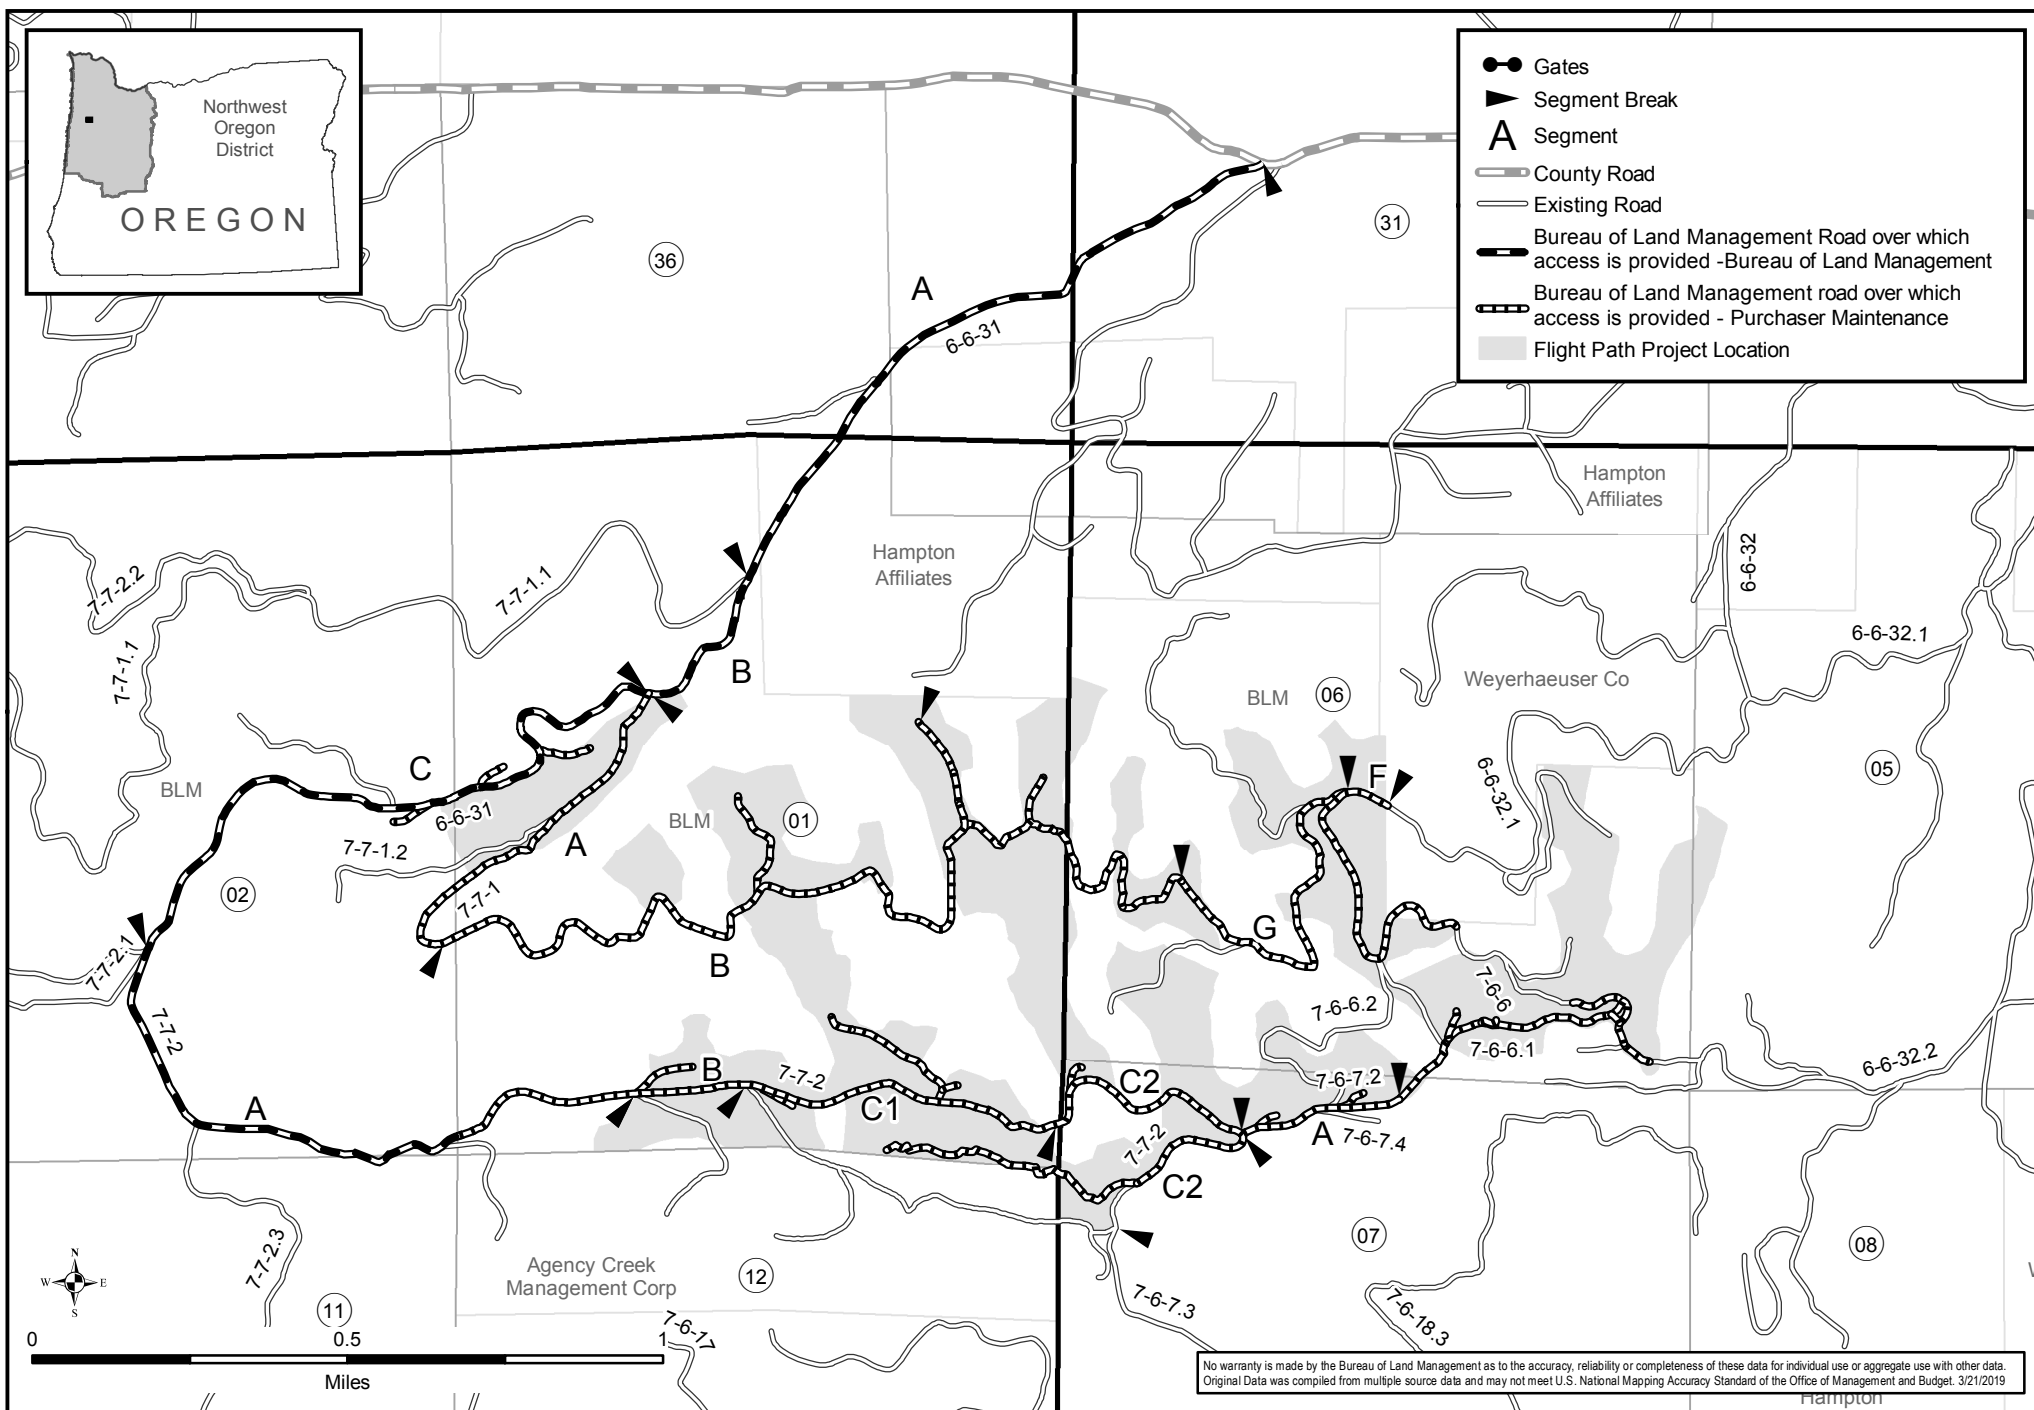 Northwest
Oregon
District
OREGON
Gates
Segment Break
A Segment
County Road
Existing Road
Bureau of Land Management Road over which
access is provided -Bureau of Land Management
Bureau of Land Management road over which
access is provided - Purchaser Maintenance
Flight Path Project Location
36
31
A
6-6-31
Hampton
Affiliates
Hampton
Affiliates
6-6-32
7-7-2.2
7-7-1.1
7-7-1.1
6-6-32.1
B
BLM
06
Weyerhaeuser Co
C
BLM
6-6-31
BLM
01
F
6-6-32.1
05
7-7-1.2
A
02
7-7-1
G
7-7-2.1
B
7-6-6
7-7-2
7-6-6.2
7-6-6.1
6-6-32.2
B
7-7-2
C2
7-6-7.2
A
C1
A
7-6-7.4
7-7-2
C2
07
08
7-7-2.3
Agency Creek
Management Corp
12
11
7-6-7.3
7-6-18.3
7-6-17
N
W
E
S
0
0.5
1
Miles
No warranty is made by the Bureau of Land Management as to the accuracy, reliability or completeness of these data for individual use or aggregate use with other data.
Original Data was compiled from multiple source data and may not meet U.S. National Mapping Accuracy Standard of the Office of Management and Budget. 3/21/2019
Hampton